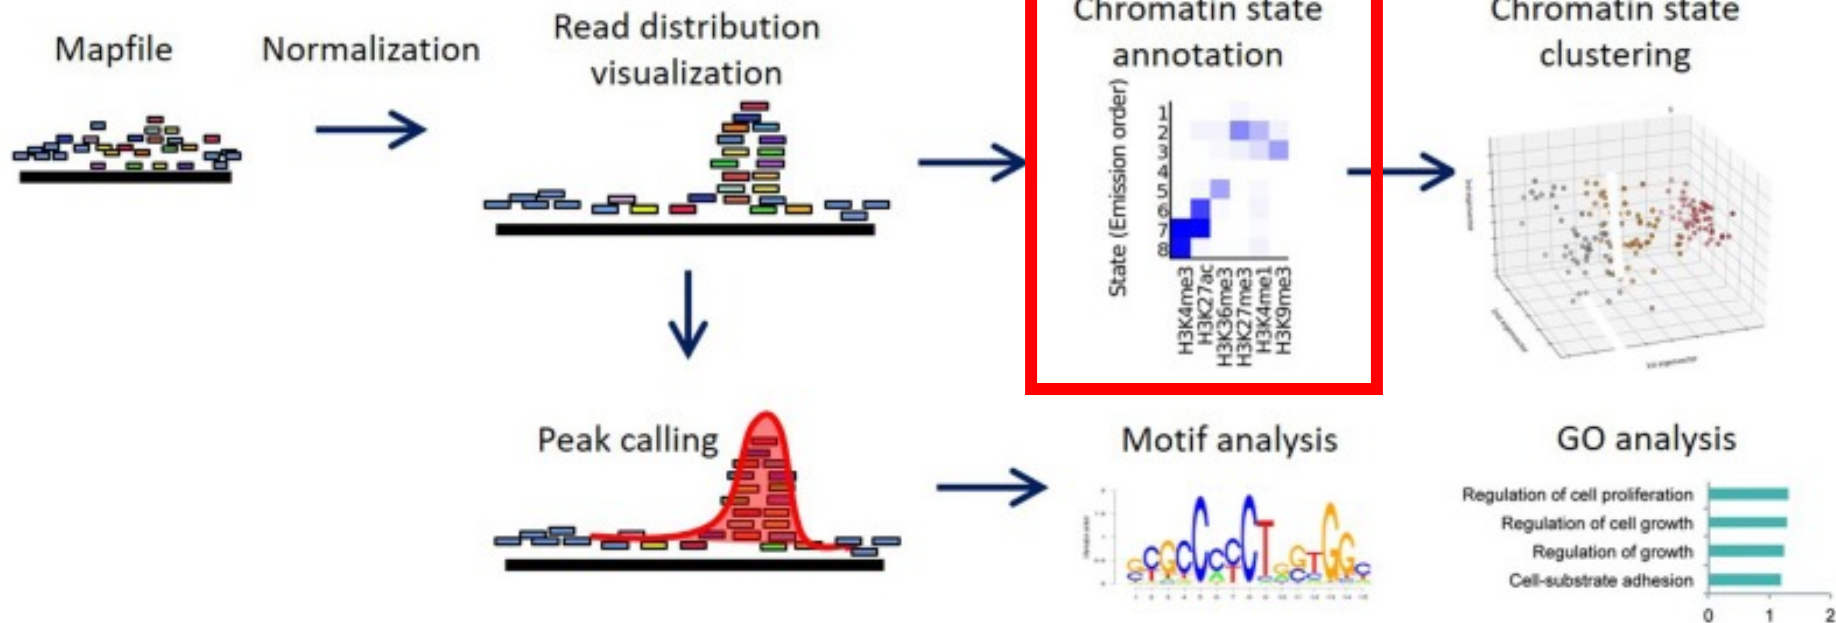 Mapfile
Normalization
Read distribution
visualization
Chromatin state
annotation
State (Emission order)
1
2
3
4
5
6
7
8
H3K4me3
H3K27ac
H3K36me3
H3K27me3
H3K4me1
H3K9me3
Chromatin state
clustering
Peak calling
Motif analysis
GO analysis
Regulation of cell proliferation
Regulation of cell growth
Regulation of growth
Cell-substrate adhesion
0 1 2